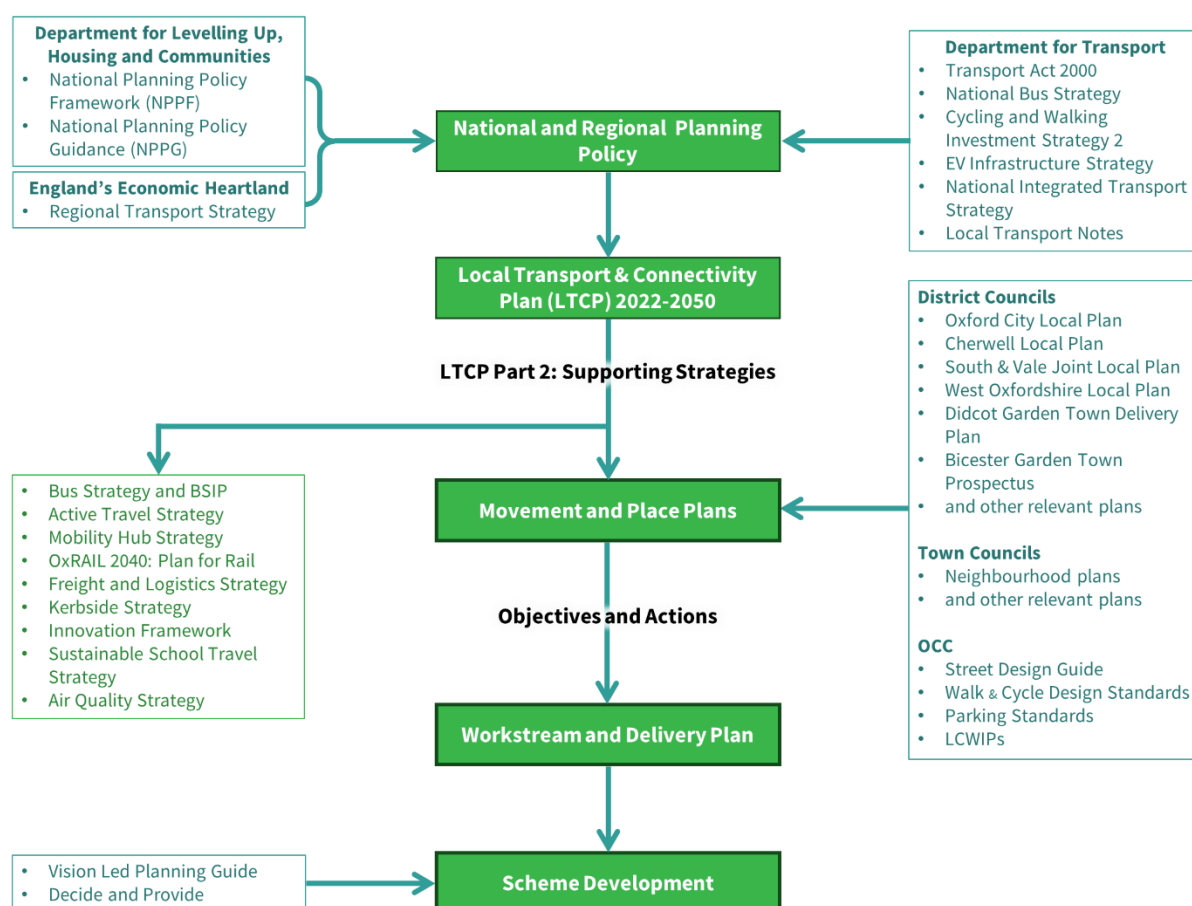 Department for Levelling Up,
Housing and Communities
• National Planning Policy
Framework (NPPF)
• National Planning Policy
Guidance (NPPG)
England's Economic Heartland
• Regional Transport Strategy
National and Regional Planning
Policy
Department for Transport
• Transport Act 2000
• National Bus Strategy
• Cycling and Walking
Investment Strategy 2
• EV Infrastructure Strategy
• National Integrated Transport
Strategy
• Local Transport Notes
Local Transport & Connectivity
Plan (LTCP) 2022-2050
LTCP Part 2: Supporting Strategies
• Bus Strategy and BSIP
• Active Travel Strategy
• Mobility Hub Strategy
• OxRAIL 2040: Plan for Rail
• Freight and Logistics Strategy
• Kerbside Strategy
• Innovation Framework
• Sustainable School Travel
Strategy
• Air Quality Strategy
Movement and Place Plans
District Councils
• Oxford City Local Plan
• Cherwell Local Plan
• South & Vale Joint Local Plan
• West Oxfordshire Local Plan
• Didcot Garden Town Delivery
Plan
• Bicester Garden Town
Prospectus
• and other relevant plans
Town Councils
• Neighbourhood plans
• and other relevant plans
OCC
• Street Design Guide
• Walk & Cycle Design Standards
• Parking Standards
• LCWIPs
Objectives and Actions
Workstream and Delivery Plan
• Vision Led Planning Guide
• Decide and Provide
Scheme Development